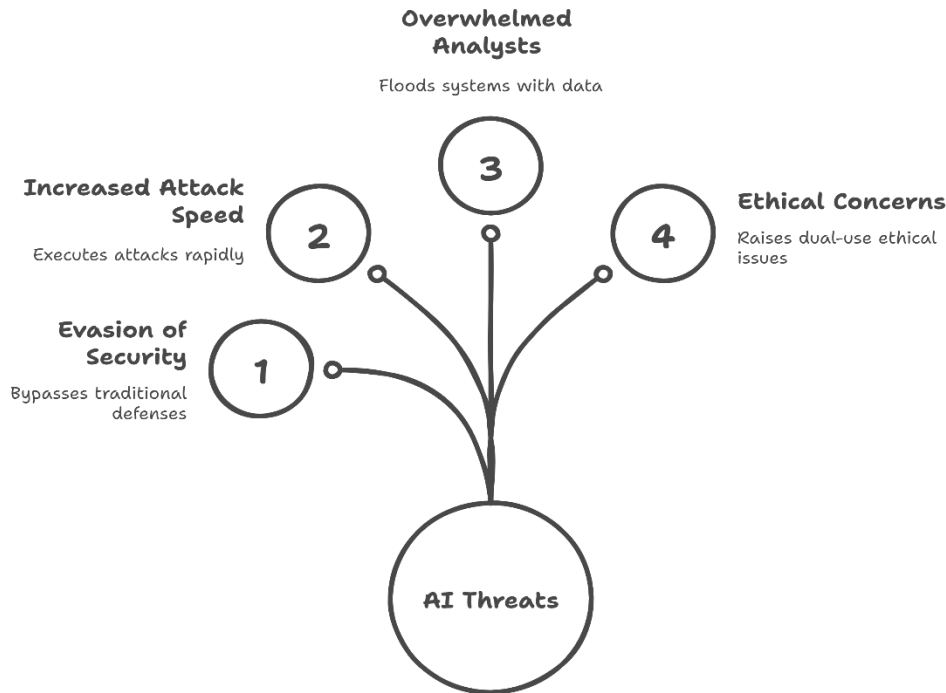 Overwhelmed
Analysts
Floods systems with data
3
Increased Attack
Speed
Executes attacks rapidly
2
Ethical Concerns
Raises dual-use ethical
issues
4
Evasion of
Security
Bypasses traditional
defenses
1
AI Threats